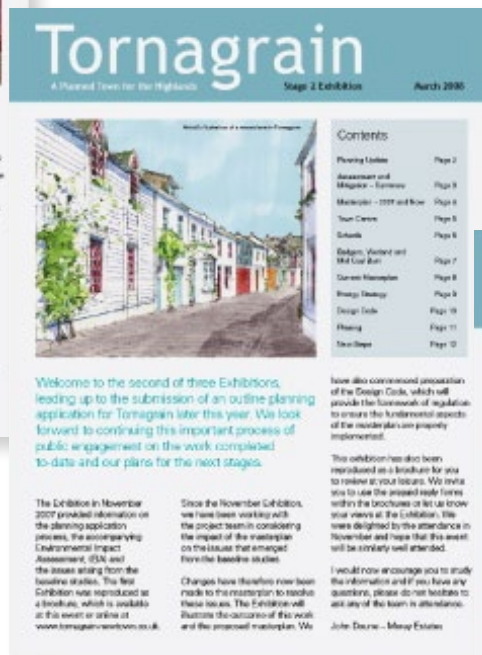 Tornagrain
A Planned Town for the Highlands
Stage 2 Exhibition
March 2008
Artist's illustration of a mews street in Tornagrain
Contents
Planning Update Page 2
Assessment and
Mitigation – Summary Page 3
Masterplan – 2007 and Now Page 4
Town Centre Page 5
Schools Page 6
Badgers, Wetland and
Page 7
Current Masterplan Page 8
Energy Strategy Page 9
Design Code Page 10
Phasing Page 11
Next Steps Page 12
Welcome to the second of three Exhibitions,
leading up to the submission of an outline planning
application for Tornagrain later this year. We look
forward to continuing this important process of
public engagement on the work completed
to-date and our plans for the next stages.
The Exhibition in November
2007 provided information on
the planning application
process, the accompanying
Environmental Impact
Assessment, (EIA) and
the issues arising from the
baseline studies. The first
Exhibition was reproduced as
a brochure, which is available
at this event or online at
www.tornagrain-newtown.co.uk.
Since the November Exhibition,
we have been working with
the project team in considering
the impact of the masterplan
on the issues that emerged
from the baseline studies.
Changes have therefore now been
made to the masterplan to resolve
these issues. The Exhibition will
illustrate the outcome of this work
and the proposed masterplan. We
have also commenced preparation
of the Design Code, which will
provide the framework of regulation
to ensure the fundamental aspects
of the masterplan are properly
implemented.
This exhibition has also been
reproduced as a brochure for you
to review at your leisure. We invite
you to use the prepaid reply forms
within the brochures or let us know
your views at the Exhibition. We
were delighted by the attendance in
November and hope that this event
will be similarly well attended.
I would now encourage you to study
the information and if you have any
questions, please do not hesitate to
ask any of the team in attendance.
John Doune – Moray Estates